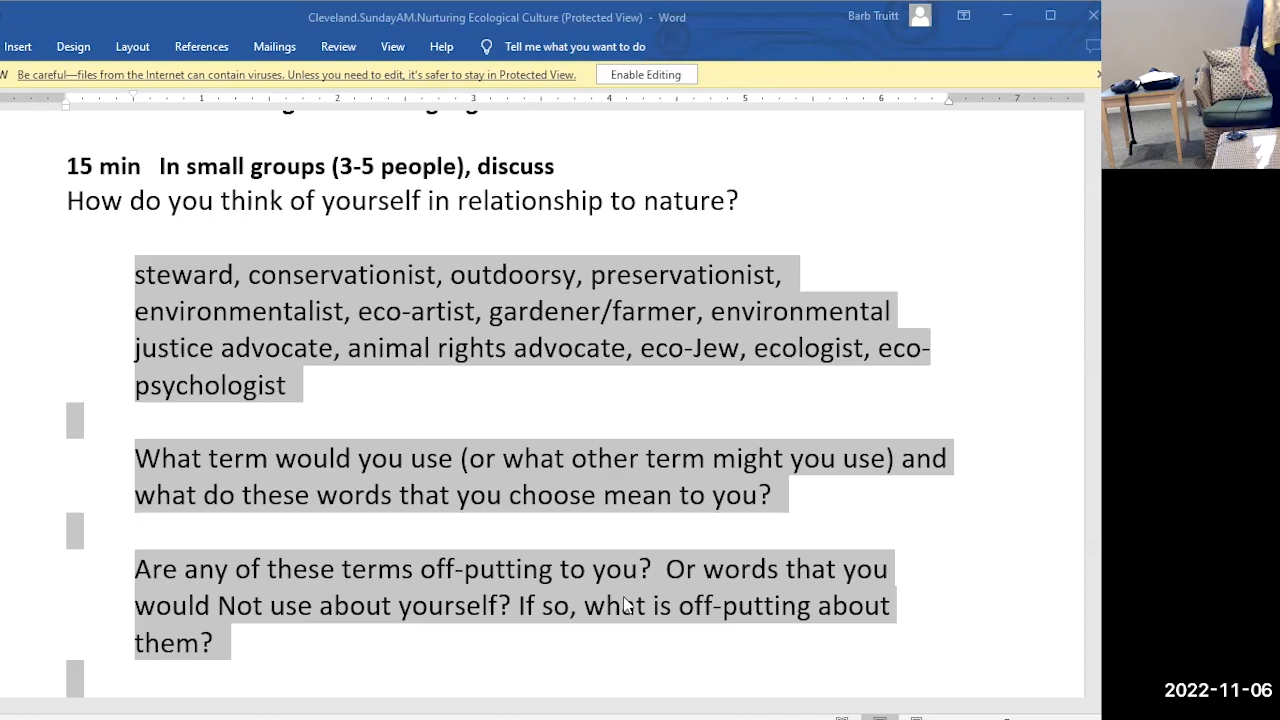 Cleveland.SundayAM.Nurturing Ecological Culture (Protected View) - Word
Barb Truitt
Insert Design Layout References Mailings Review View Help Tell me what you want to do
Be careful—files from the Internet can contain viruses. Unless you need to edit, it's safer to stay in Protected View. Enable Editing
1 2 3 4 5 6 7
15 min In small groups (3-5 people), discuss
How do you think of yourself in relationship to nature?
steward, conservationist, outdoorsy, preservationist,
environmentalist, eco-artist, gardener/farmer, environmental
justice advocate, animal rights advocate, eco-Jew, ecologist, eco-
psychologist
What term would you use (or what other term might you use) and
what do these words that you choose mean to you?
Are any of these terms off-putting to you? Or words that you
would Not use about yourself? If so, what is off-putting about
them?
2022-11-06